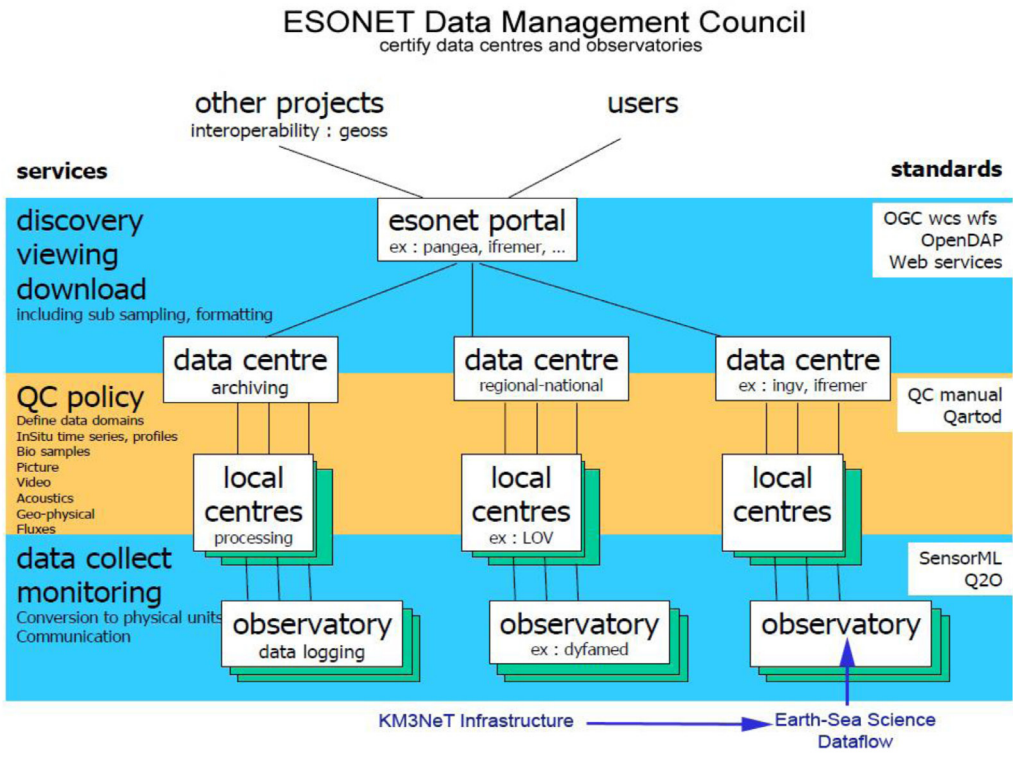 ESONET Data Management Council
certify data centres and observatories
other projects
interoperability : geoss
users
services
standards
discovery
viewing
download
including sub sampling, formatting
esonet portal
ex : pangea, ifremer, ...
OGC wcs wfs
OpenDAP
Web services
data centre
archiving
data centre
regional-national
data centre
ex : ingv, ifremer
QC policy
Define data domains
InSitu time series, profiles
Bio samples
Picture
Video
Acoustics
Geo-physical
Fluxes
QC manual
Qartod
local
centres
processing
local
centres
ex : LOV
local
centres
data collect
monitoring
Conversion to physical units
Communication
SensorML
Q2O
observatory
data logging
observatory
ex : dyfamed
observatory
KM3NeT Infrastructure
Earth-Sea Science
Dataflow